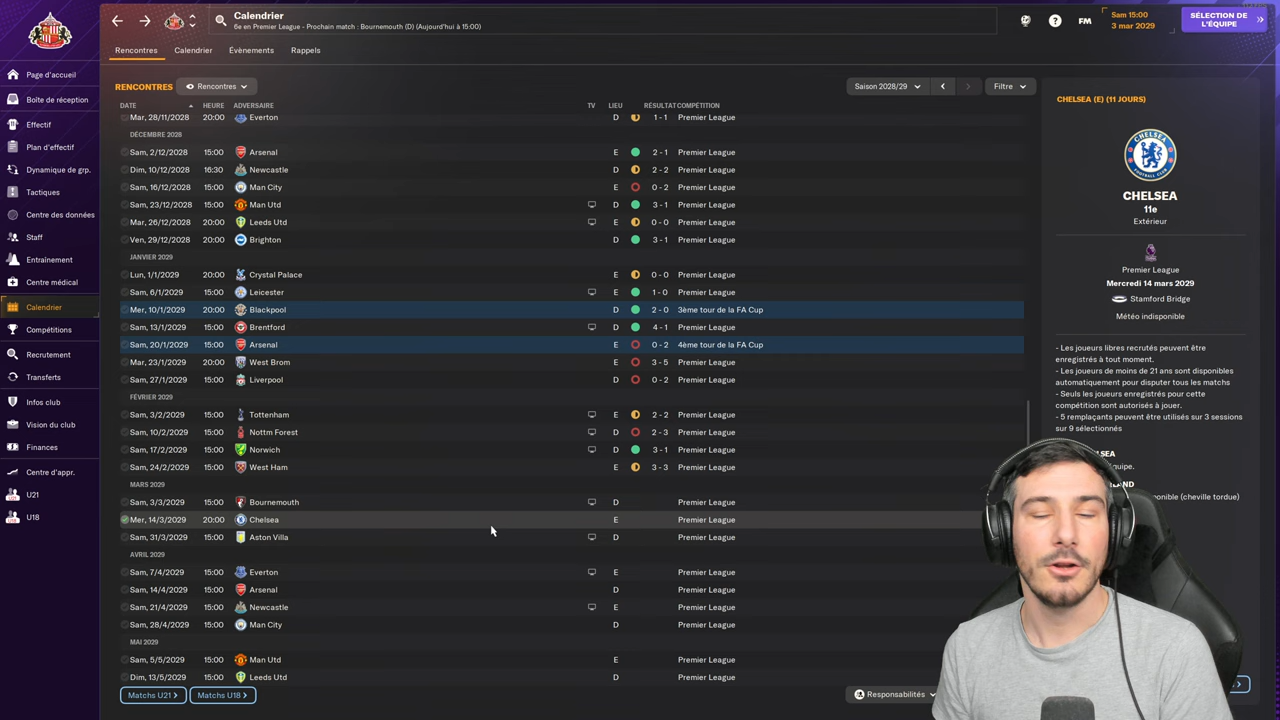 Calendrier
6e en Premier League - Prochain match : Bournemouth (D) (Aujourd'hui à 15:00)
FM
Sam 15:00
3 mar 2029
SÉLECTION DE L'ÉQUIPE
Rencontres Calendrier Évènements Rappels
Page d'accueil
Boîte de réception
Effectif
Plan d'effectif
Dynamique de grp.
Tactiques
Centre des données
Staff
Entraînement
Centre médical
Calendrier
Compétitions
Recrutement
Transferts
Infos club
Vision du club
Finances
Centre d'appr.
U21
U18
RENCONTRES Rencontres Saison 2028/29 Filtre
DATE HEURE ADVERSAIRE TV LIEU RÉSULTAT COMPÉTITION
Mar, 28/11/2028 20:00 Everton D 1 - 1 Premier League
DÉCEMBRE 2028
Sam, 2/12/2028 15:00 Arsenal E 2 - 1 Premier League
Dim, 10/12/2028 16:30 Newcastle D 2 - 2 Premier League
Sam, 16/12/2028 15:00 Man City E 0 - 2 Premier League
Sam, 23/12/2028 15:00 Man Utd D 3 - 1 Premier League
Mar, 26/12/2028 20:00 Leeds Utd E 0 - 0 Premier League
Ven, 29/12/2028 20:00 Brighton D 3 - 1 Premier League
JANVIER 2029
Lun, 1/1/2029 20:00 Crystal Palace E 0 - 0 Premier League
Sam, 6/1/2029 15:00 Leicester E 1 - 0 Premier League
Mer, 10/1/2029 20:00 Blackpool D 2 - 0 3ème tour de la FA Cup
Sam, 13/1/2029 15:00 Brentford D 4 - 1 Premier League
Sam, 20/1/2029 15:00 Arsenal E 0 - 2 4ème tour de la FA Cup
Mar, 23/1/2029 20:00 West Brom E 3 - 5 Premier League
Sam, 27/1/2029 15:00 Liverpool D 0 - 2 Premier League
FÉVRIER 2029
Sam, 3/2/2029 15:00 Tottenham E 2 - 2 Premier League
Sam, 10/2/2029 15:00 Nottm Forest D 2 - 3 Premier League
Sam, 17/2/2029 15:00 Norwich D 3 - 1 Premier League
Sam, 24/2/2029 15:00 West Ham E 3 - 3 Premier League
MARS 2029
Sam, 3/3/2029 15:00 Bournemouth D Premier League
Mer, 14/3/2029 20:00 Chelsea E Premier League
Sam, 31/3/2029 15:00 Aston Villa D Premier League
AVRIL 2029
Sam, 7/4/2029 15:00 Everton E Premier League
Sam, 14/4/2029 15:00 Arsenal D Premier League
Sam, 21/4/2029 15:00 Newcastle E Premier League
Sam, 28/4/2029 15:00 Man City D Premier League
MAI 2029
Sam, 5/5/2029 15:00 Man Utd E Premier League
Dim, 13/5/2029 15:00 Leeds Utd D Premier League
Matchs U21 Matchs U18 Responsabilités
CHELSEA (E) (11 JOURS)
CHELSEA
11e
Extérieur
Premier League
Mercredi 14 mars 2029
Stamford Bridge
Météo indisponible
- Les joueurs libres recrutés peuvent être
enregistrés à tout moment.
- Les joueurs de moins de 21 ans sont disponibles
automatiquement pour disputer tous les matchs
- Seuls les joueurs enregistrés pour cette
compétition sont autorisés à jouer.
- 5 remplaçants peuvent être utilisés sur 3 sessions
sur 9 sélectionnés
(cheville tordue)